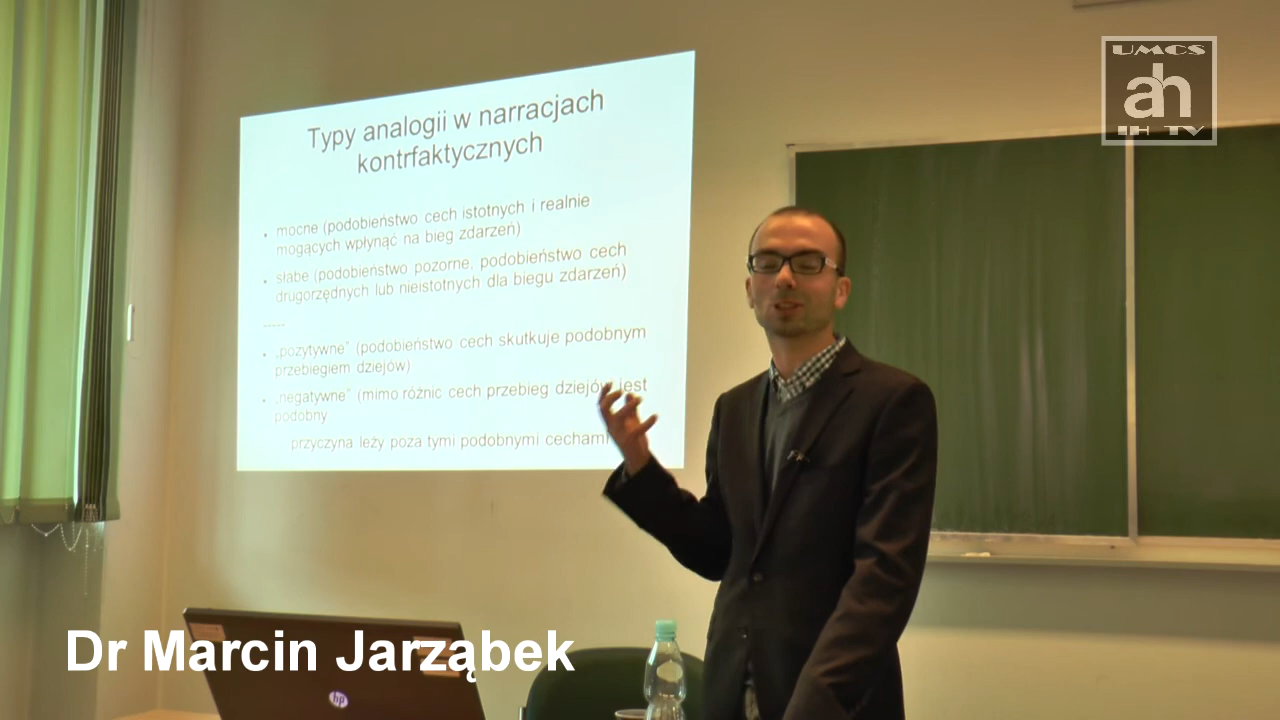 UMCS
ah
IH TV
Typy analogii w narracjach
kontrfaktycznych
• mocne (podobieństwo cech istotnych i realnie
mogących wpłynąć na bieg zdarzeń)
• słabe (podobieństwo pozorne, podobieństwo cech
drugorzędnych lub nieistotnych dla biegu zdarzeń)
------
• „pozytywne” (podobieństwo cech skutkuje podobnym
przebiegiem dziejów)
• „negatywne” (mimo różnic cech przebieg dziejów jest
podobny
przyczyna leży poza tymi podobnymi cechami
Dr Marcin Jarząbek
hp